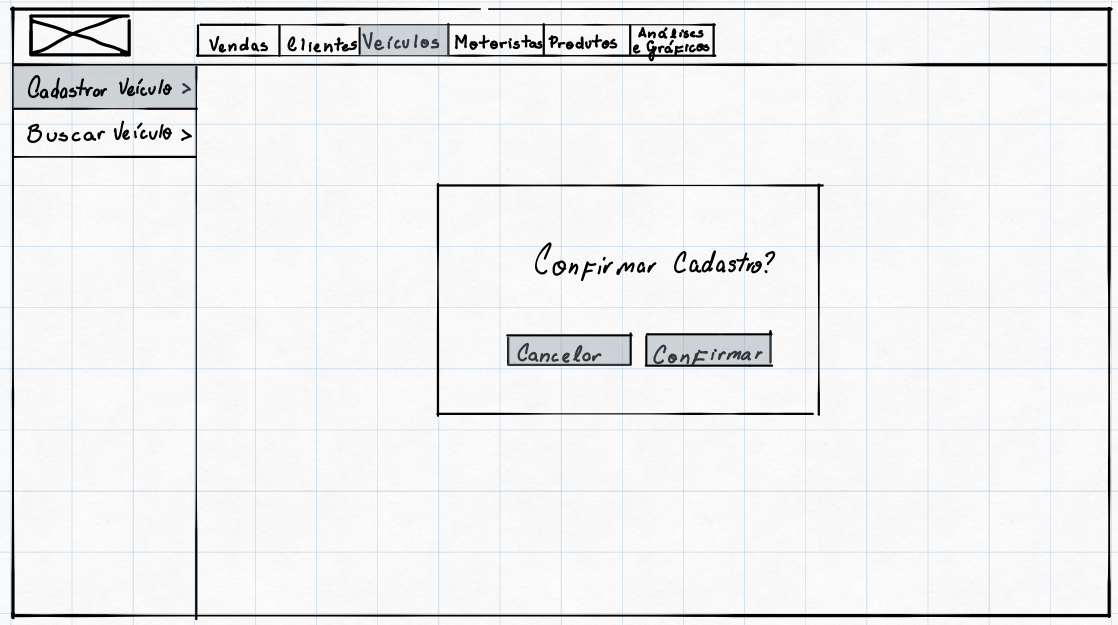 Vendas
Clientes
Veículos
Motoristas
Produtos
Análises
e Gráficos
Cadastrar Veículo >
Buscar Veículo >
Confirmar Cadastro?
Cancelar
Confirmar